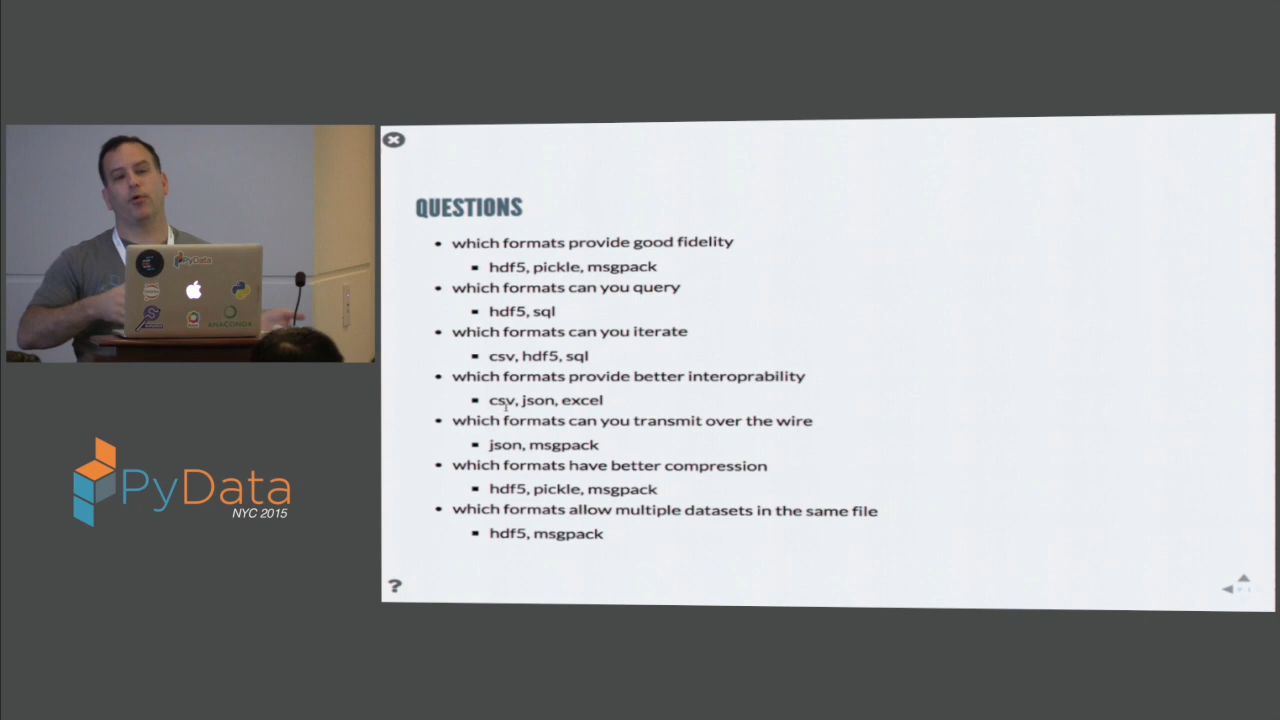 PyData
ANACONDA
PyData
NYC 2015
QUESTIONS
• which formats provide good fidelity
▪ hdf5, pickle, msgpack
• which formats can you query
▪ hdf5, sql
• which formats can you iterate
▪ csv, hdf5, sql
• which formats provide better interoprability
▪ csv, json, excel
• which formats can you transmit over the wire
▪ json, msgpack
• which formats have better compression
▪ hdf5, pickle, msgpack
• which formats allow multiple datasets in the same file
▪ hdf5, msgpack
?